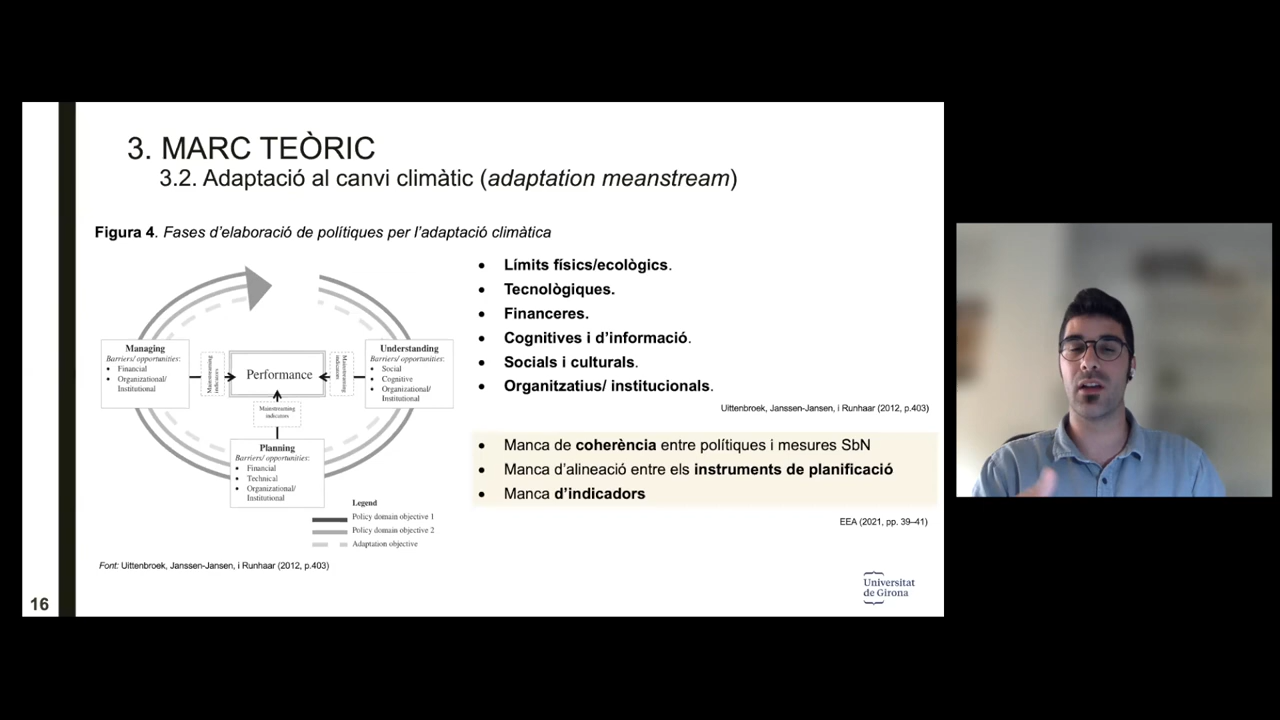 3. MARC TEÒRIC
3.2. Adaptació al canvi climàtic (adaptation meanstream)
Figura 4. Fases d'elaboració de polítiques per l'adaptació climàtica
Managing
Barriers/ opportunities:
• Financial
• Organizational/
Institutional
Mainstreaming
indicators
Performance
Mainstreaming
indicators
Understanding
Barriers/ opportunities:
• Social
• Cognitive
• Organizational/
Institutional
Mainstreaming
indicators
Planning
Barriers/ opportunities:
• Financial
• Technical
• Organizational/
Institutional
Legend
Policy domain objective 1
Policy domain objective 2
Adaptation objective
Font: Uittenbroek, Janssen-Jansen, i Runhaar (2012, p.403)
• Límits físics/ecològics.
• Tecnològiques.
• Financeres.
• Cognitives i d'informació.
• Socials i culturals.
• Organitzatius/ institucionals.
Uittenbroek, Janssen-Jansen, i Runhaar (2012, p.403)
• Manca de coherència entre polítiques i mesures SbN
• Manca d'alineació entre els instruments de planificació
• Manca d'indicadors
EEA (2021, pp. 39–41)
Universitat
de Girona
16